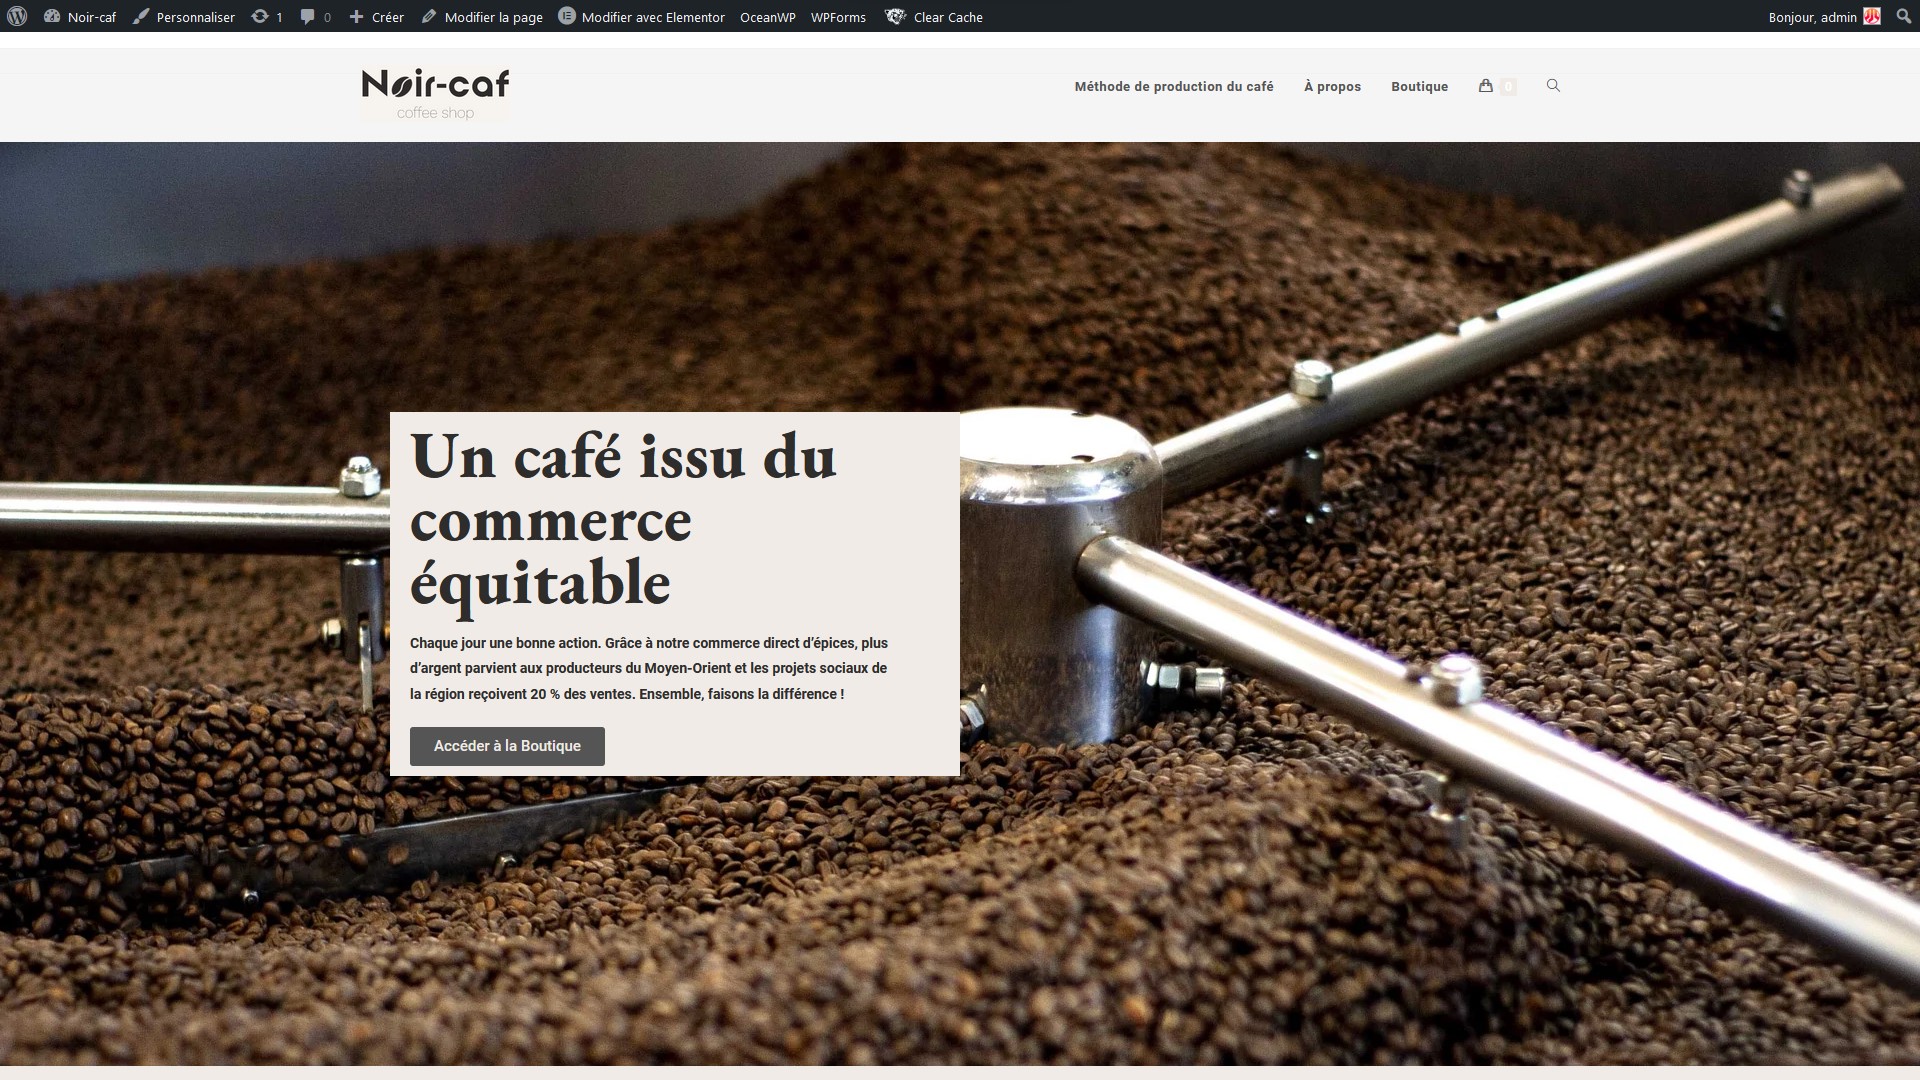 Noir-caf Personnaliser 1 0 Créer Modifier la page Modifier avec Elementor OceanWP WPForms Clear Cache Bonjour, admin
Noir-caf
coffee shop
Méthode de production du café À propos Boutique 0
Un café issu du
commerce
équitable
Chaque jour une bonne action. Grâce à notre commerce direct d’épices, plus
d’argent parvient aux producteurs du Moyen-Orient et les projets sociaux de
la région reçoivent 20 % des ventes. Ensemble, faisons la différence !
Accéder à la Boutique